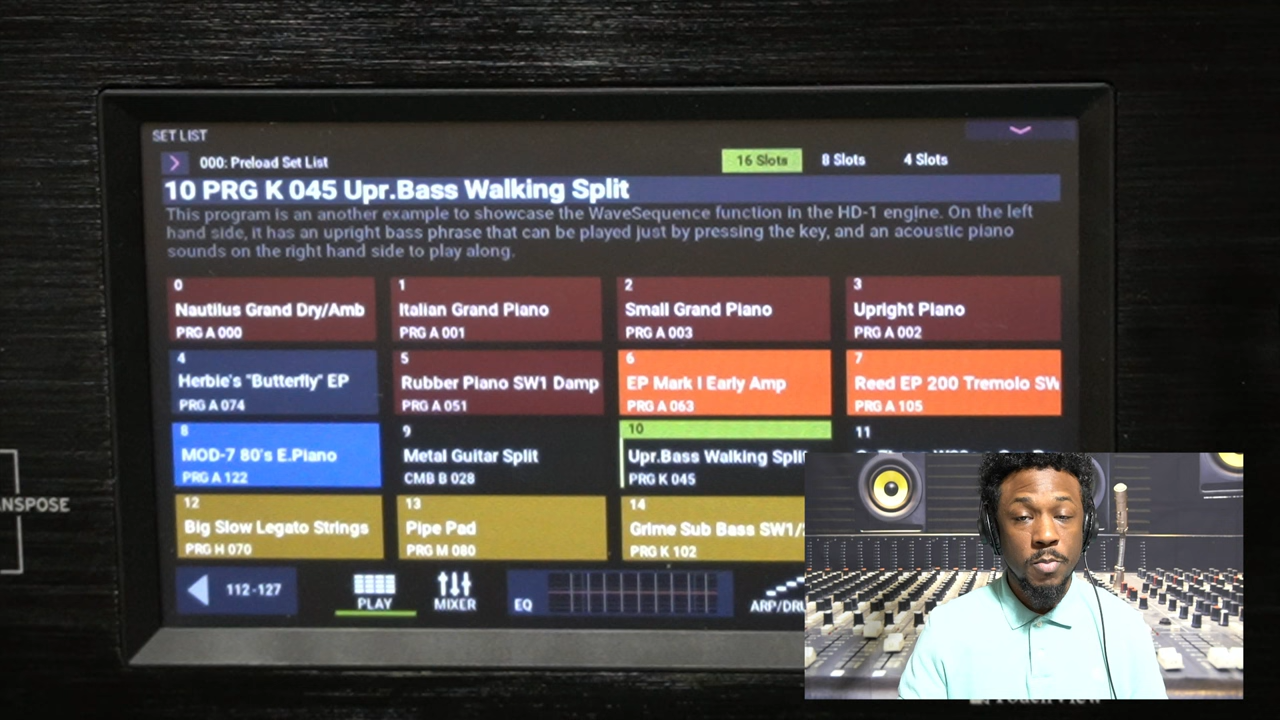 SET LIST
000: Preload Set List
16 Slots
8 Slots
4 Slots
10 PRG K 045 Upr.Bass Walking Split
This program is an another example to showcase the WaveSequence function in the HD-1 engine. On the left
hand side, it has an upright bass phrase that can be played just by pressing the key, and an acoustic piano
sounds on the right hand side to play along.
0
Nautilus Grand Dry/Amb
PRG A 000
1
Italian Grand Piano
PRG A 001
2
Small Grand Piano
PRG A 003
3
Upright Piano
PRG A 002
4
Herbie's "Butterfly" EP
PRG A 074
5
Rubber Piano SW1 Damp
PRG A 051
6
EP Mark I Early Amp
PRG A 063
7
Reed EP 200 Tremolo SW
PRG A 105
8
MOD-7 80's E.Piano
PRG A 122
9
Metal Guitar Split
CMB B 028
10
Upr.Bass Walking Split
PRG K 045
11
12
Big Slow Legato Strings
PRG H 070
13
Pipe Pad
PRG M 080
14
Grime Sub Bass SW1/
PRG K 102
112-127
PLAY
MIXER
EQ
ARP/DRU
NSPOSE
TouchView